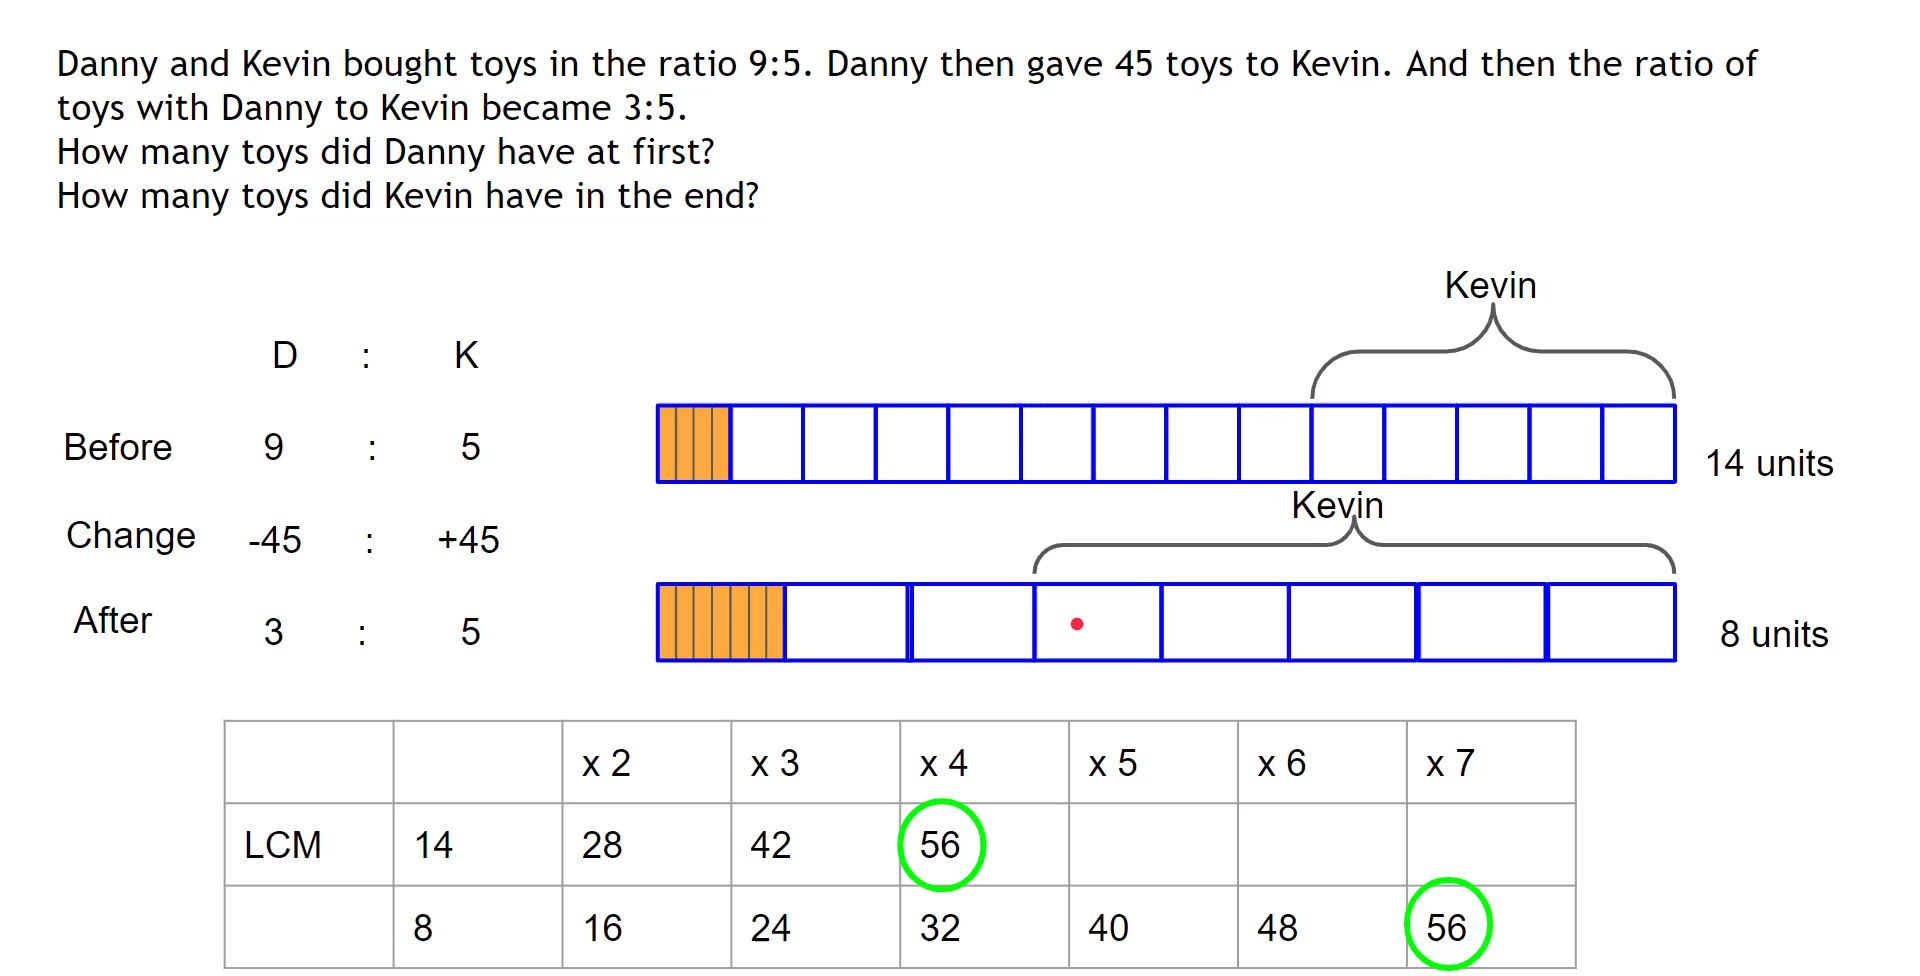 Danny and Kevin bought toys in the ratio 9:5. Danny then gave 45 toys to Kevin. And then the ratio of
toys with Danny to Kevin became 3:5.
How many toys did Danny have at first?
How many toys did Kevin have in the end?
Kevin
D : K
Before 9 : 5
14 units
Kevin
Change -45 : +45
After 3 : 5
8 units
x 2 x 3 x 4 x 5 x 6 x 7
LCM 14 28 42 56
8 16 24 32 40 48 56